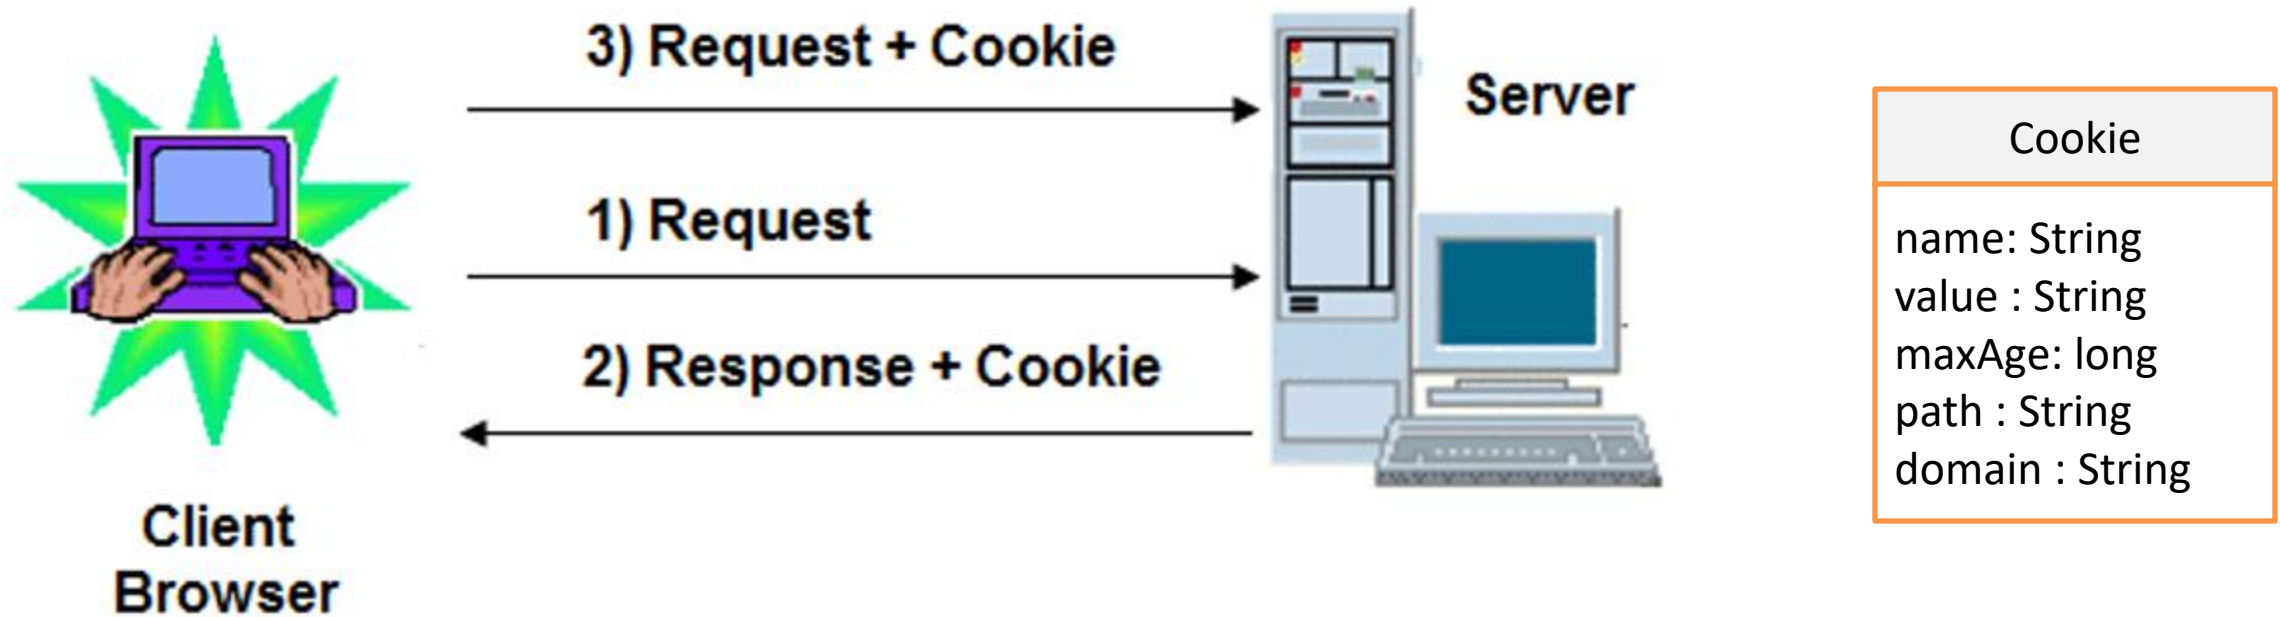 3) Request + Cookie
Server
1) Request
2) Response + Cookie
Client
Browser
Cookie
name: String
value : String
maxAge: long
path : String
domain : String